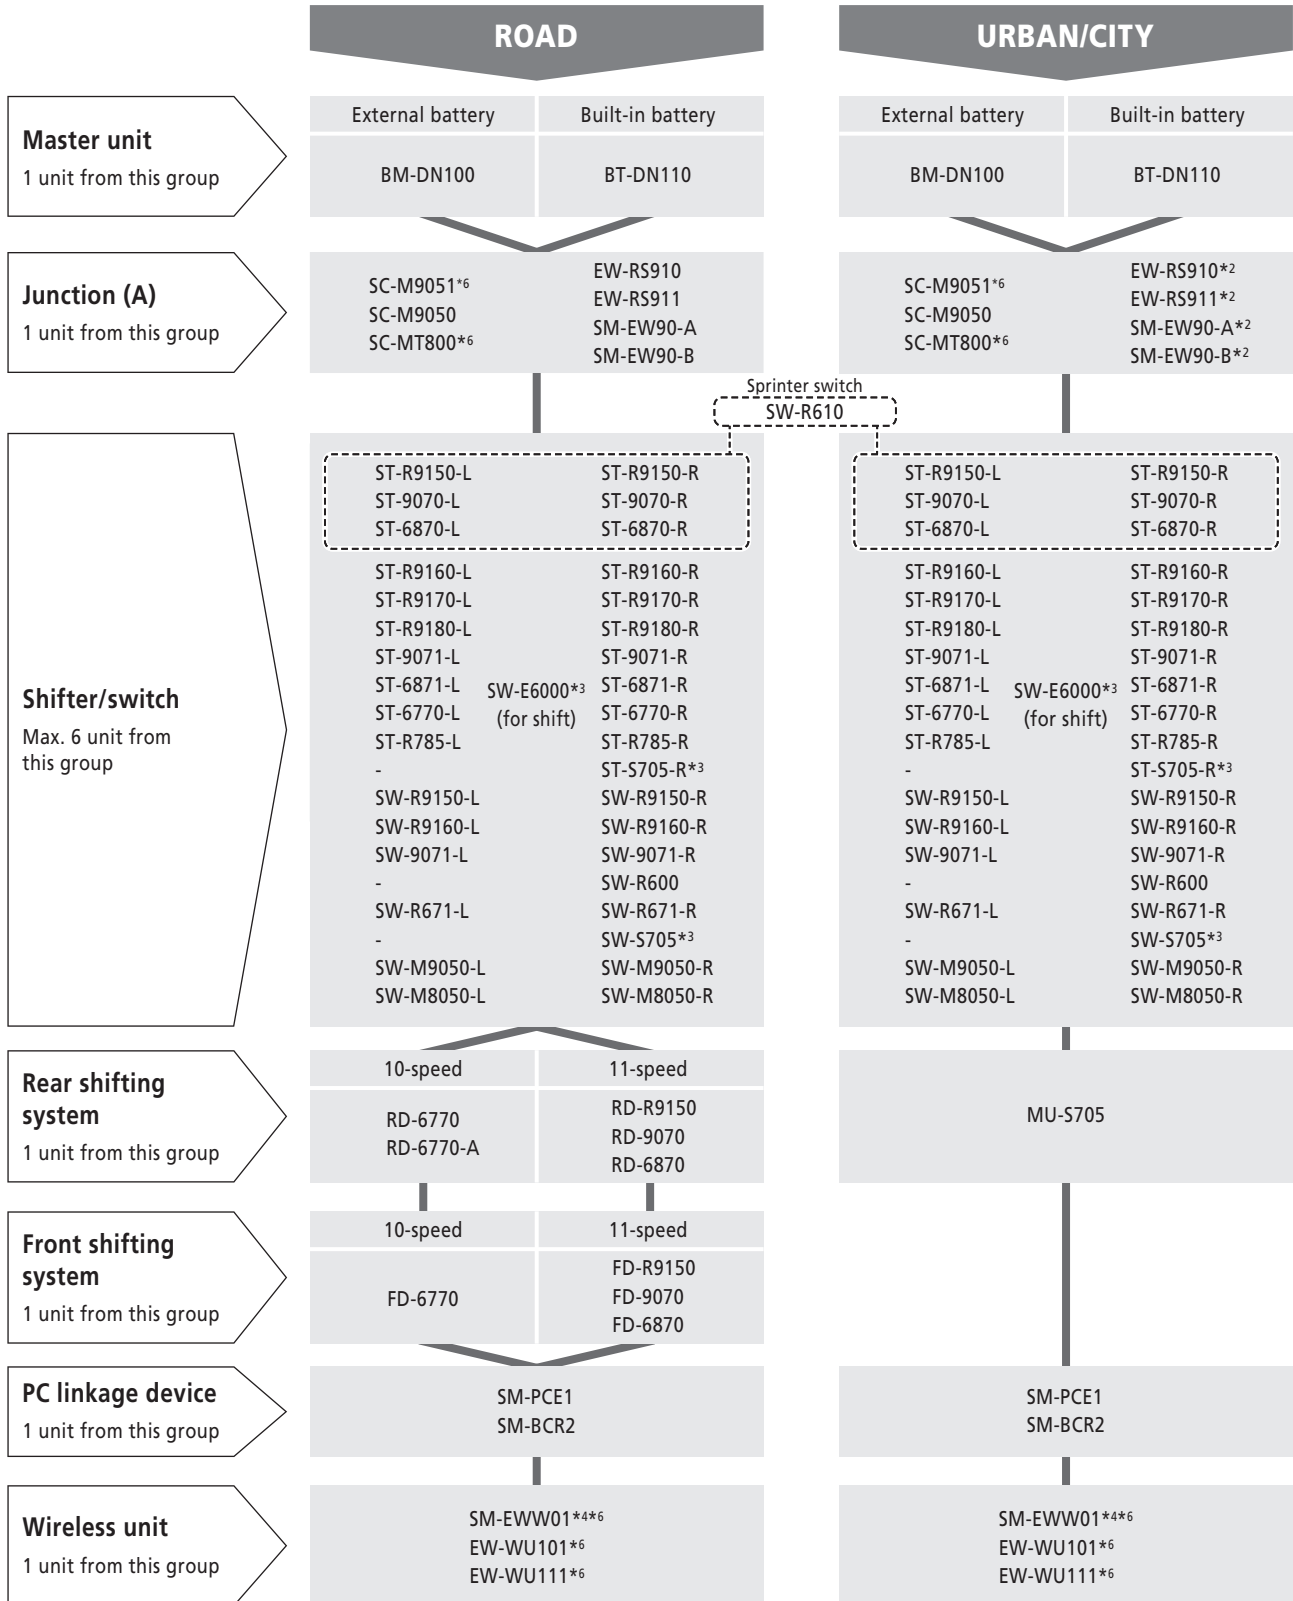 ROAD
URBAN/CITY
Master unit
1 unit from this group
External battery
Built-in battery
BM-DN100
BT-DN110
External battery
Built-in battery
BM-DN100
BT-DN110
Junction (A)
1 unit from this group
SC-M9051*6
SC-M9050
SC-MT800*6
EW-RS910
EW-RS911
SM-EW90-A
SM-EW90-B
SC-M9051*6
SC-M9050
SC-MT800*6
EW-RS910*2
EW-RS911*2
SM-EW90-A*2
SM-EW90-B*2
Sprinter switch
SW-R610
Shifter/switch
Max. 6 unit from
this group
ST-R9150-L
ST-9070-L
ST-6870-L
ST-R9160-L
ST-R9170-L
ST-R9180-L
ST-9071-L
ST-6871-L
ST-6770-L
ST-R785-L
-
SW-R9150-L
SW-R9160-L
SW-9071-L
-
SW-R671-L
-
SW-M9050-L
SW-M8050-L
SW-E6000*3
(for shift)
ST-R9150-R
ST-9070-R
ST-6870-R
ST-R9160-R
ST-R9170-R
ST-R9180-R
ST-9071-R
ST-6871-R
ST-6770-R
ST-R785-R
ST-S705-R*3
SW-R9150-R
SW-R9160-R
SW-9071-R
SW-R600
SW-R671-R
SW-S705*3
SW-M9050-R
SW-M8050-R
ST-R9150-L
ST-9070-L
ST-6870-L
ST-R9160-L
ST-R9170-L
ST-R9180-L
ST-9071-L
ST-6871-L
ST-6770-L
ST-R785-L
-
SW-R9150-L
SW-R9160-L
SW-9071-L
-
SW-R671-L
-
SW-M9050-L
SW-M8050-L
SW-E6000*3
(for shift)
ST-R9150-R
ST-9070-R
ST-6870-R
ST-R9160-R
ST-R9170-R
ST-R9180-R
ST-9071-R
ST-6871-R
ST-6770-R
ST-R785-R
ST-S705-R*3
SW-R9150-R
SW-R9160-R
SW-9071-R
SW-R600
SW-R671-R
SW-S705*3
SW-M9050-R
SW-M8050-R
Rear shifting
system
1 unit from this group
10-speed
11-speed
RD-6770
RD-6770-A
RD-R9150
RD-9070
RD-6870
MU-S705
Front shifting
system
1 unit from this group
10-speed
11-speed
FD-6770
FD-R9150
FD-9070
FD-6870
PC linkage device
1 unit from this group
SM-PCE1
SM-BCR2
SM-PCE1
SM-BCR2
Wireless unit
1 unit from this group
SM-EWW01*4*6
EW-WU101*6
EW-WU111*6
SM-EWW01*4*6
EW-WU101*6
EW-WU111*6